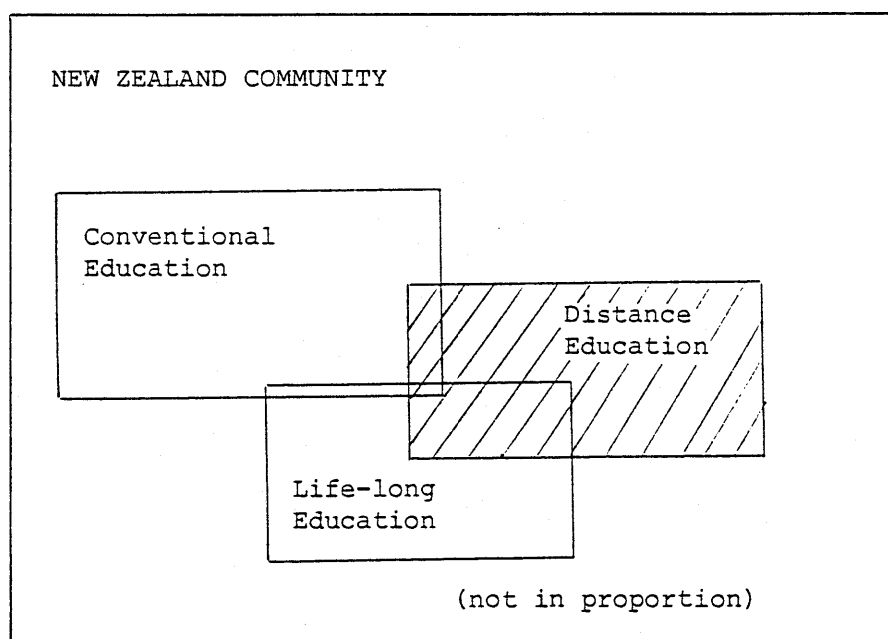 NEW ZEALAND COMMUNITY
Conventional
Education
Distance
Education
Life-long
Education
(not in proportion)